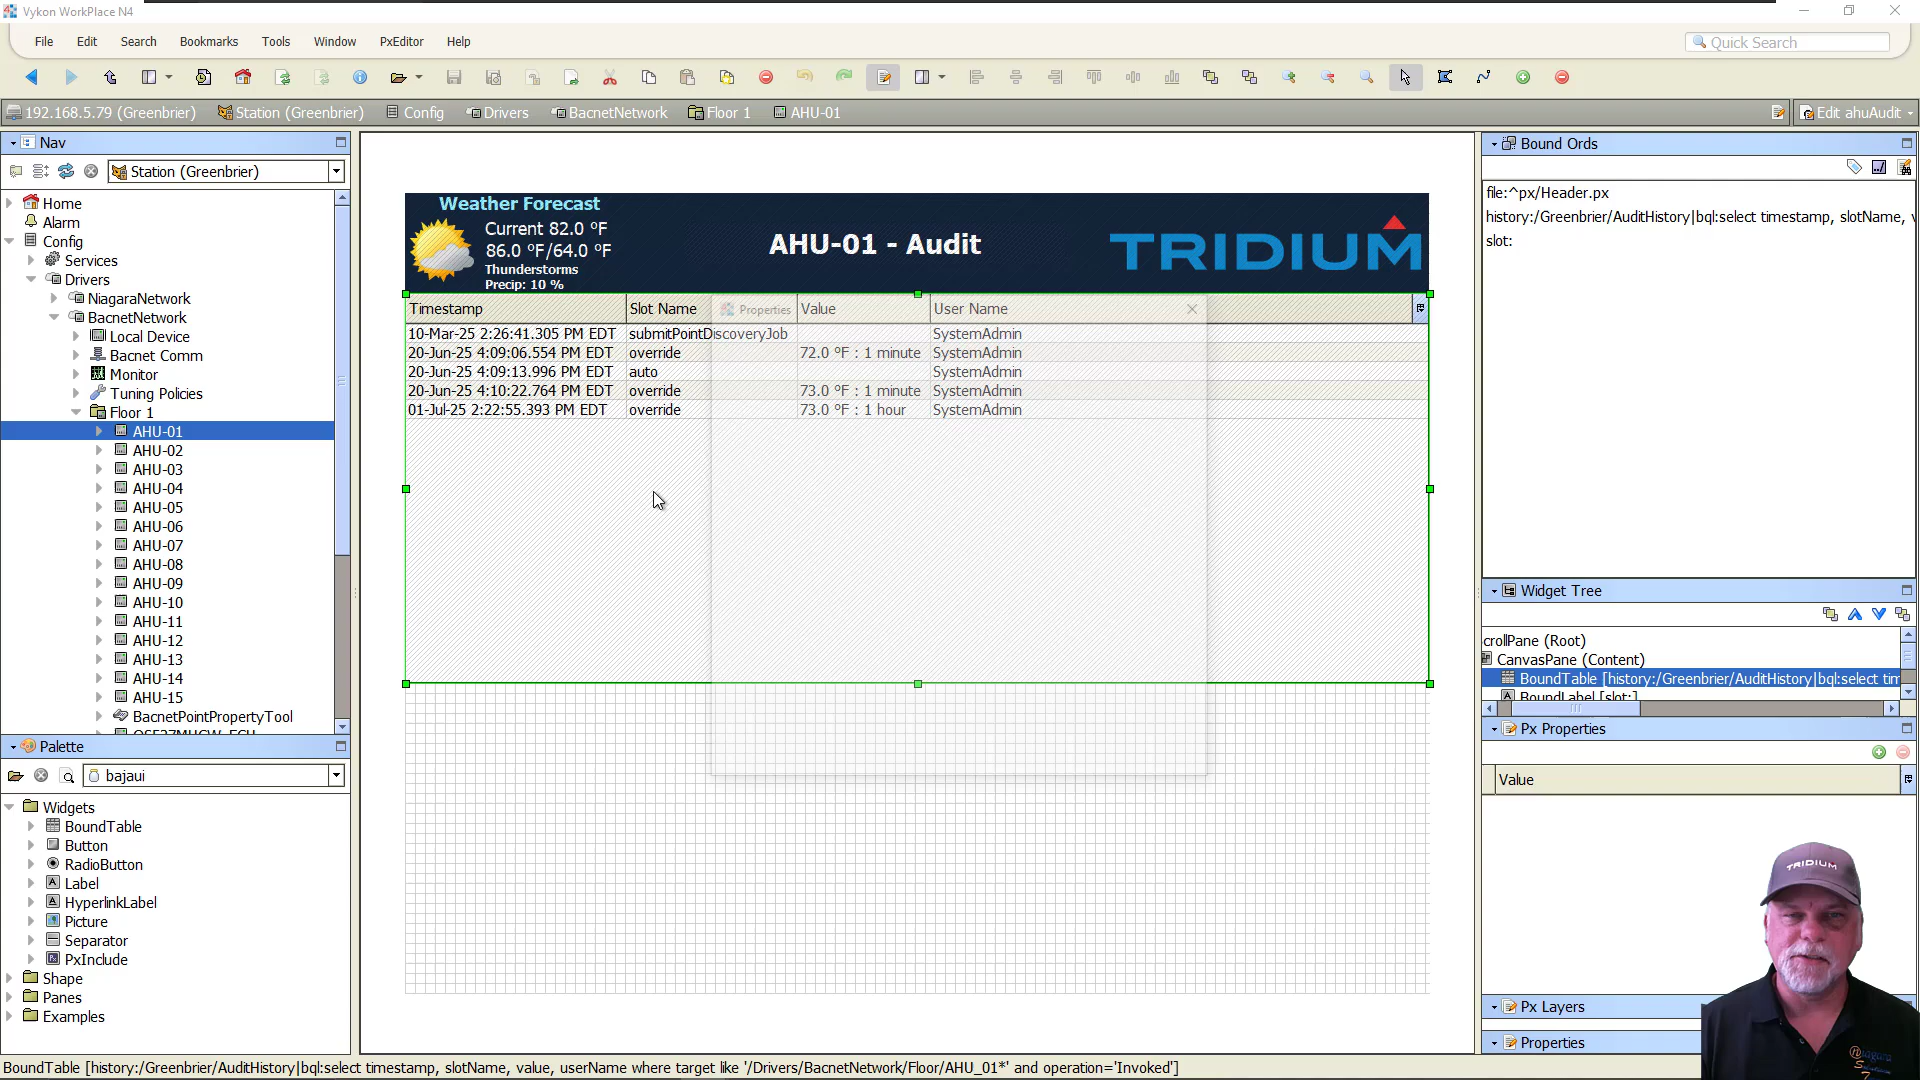 Vykon WorkPlace N4
File Edit Search Bookmarks Tools Window PxEditor Help
Quick Search
192.168.5.79 (Greenbrier) Station (Greenbrier) Config Drivers BacnetNetwork Floor 1 AHU-01 Edit ahuAudit
Nav
Station (Greenbrier)
Home
Alarm
Config
Services
Drivers
NiagaraNetwork
BacnetNetwork
Local Device
Bacnet Comm
Monitor
Tuning Policies
Floor 1
AHU-01
AHU-02
AHU-03
AHU-04
AHU-05
AHU-06
AHU-07
AHU-08
AHU-09
AHU-10
AHU-11
AHU-12
AHU-13
AHU-14
AHU-15
BacnetPointPropertyTool
Palette
bajaui
Widgets
BoundTable
Button
RadioButton
Label
HyperlinkLabel
Picture
Separator
PxInclude
Shape
Panes
Examples
Weather Forecast
Current 82.0 °F
86.0 °F/64.0 °F
Thunderstorms
Precip: 10 %
AHU-01 - Audit
TRIDIUM
Timestamp Slot Name Properties Value User Name
10-Mar-25 2:26:41.305 PM EDT submitPointDiscoveryJob SystemAdmin
20-Jun-25 4:09:06.554 PM EDT override 72.0 °F : 1 minute SystemAdmin
20-Jun-25 4:09:13.996 PM EDT auto SystemAdmin
20-Jun-25 4:10:22.764 PM EDT override 73.0 °F : 1 minute SystemAdmin
01-Jul-25 2:22:55.393 PM EDT override 73.0 °F : 1 hour SystemAdmin
Bound Ords
file:^px/Header.px
history:/Greenbrier/AuditHistory|bql:select timestamp, slotName, v
slot:
Widget Tree
crollPane (Root)
CanvasPane (Content)
BoundTable [history:/Greenbrier/AuditHistory|bql:select tim
BoundLabel [slot:]
Px Properties
Value
Px Layers
Properties
TRIDIUM
BoundTable [history:/Greenbrier/AuditHistory|bql:select timestamp, slotName, value, userName where target like '/Drivers/BacnetNetwork/Floor/AHU_01*' and operation='Invoked']